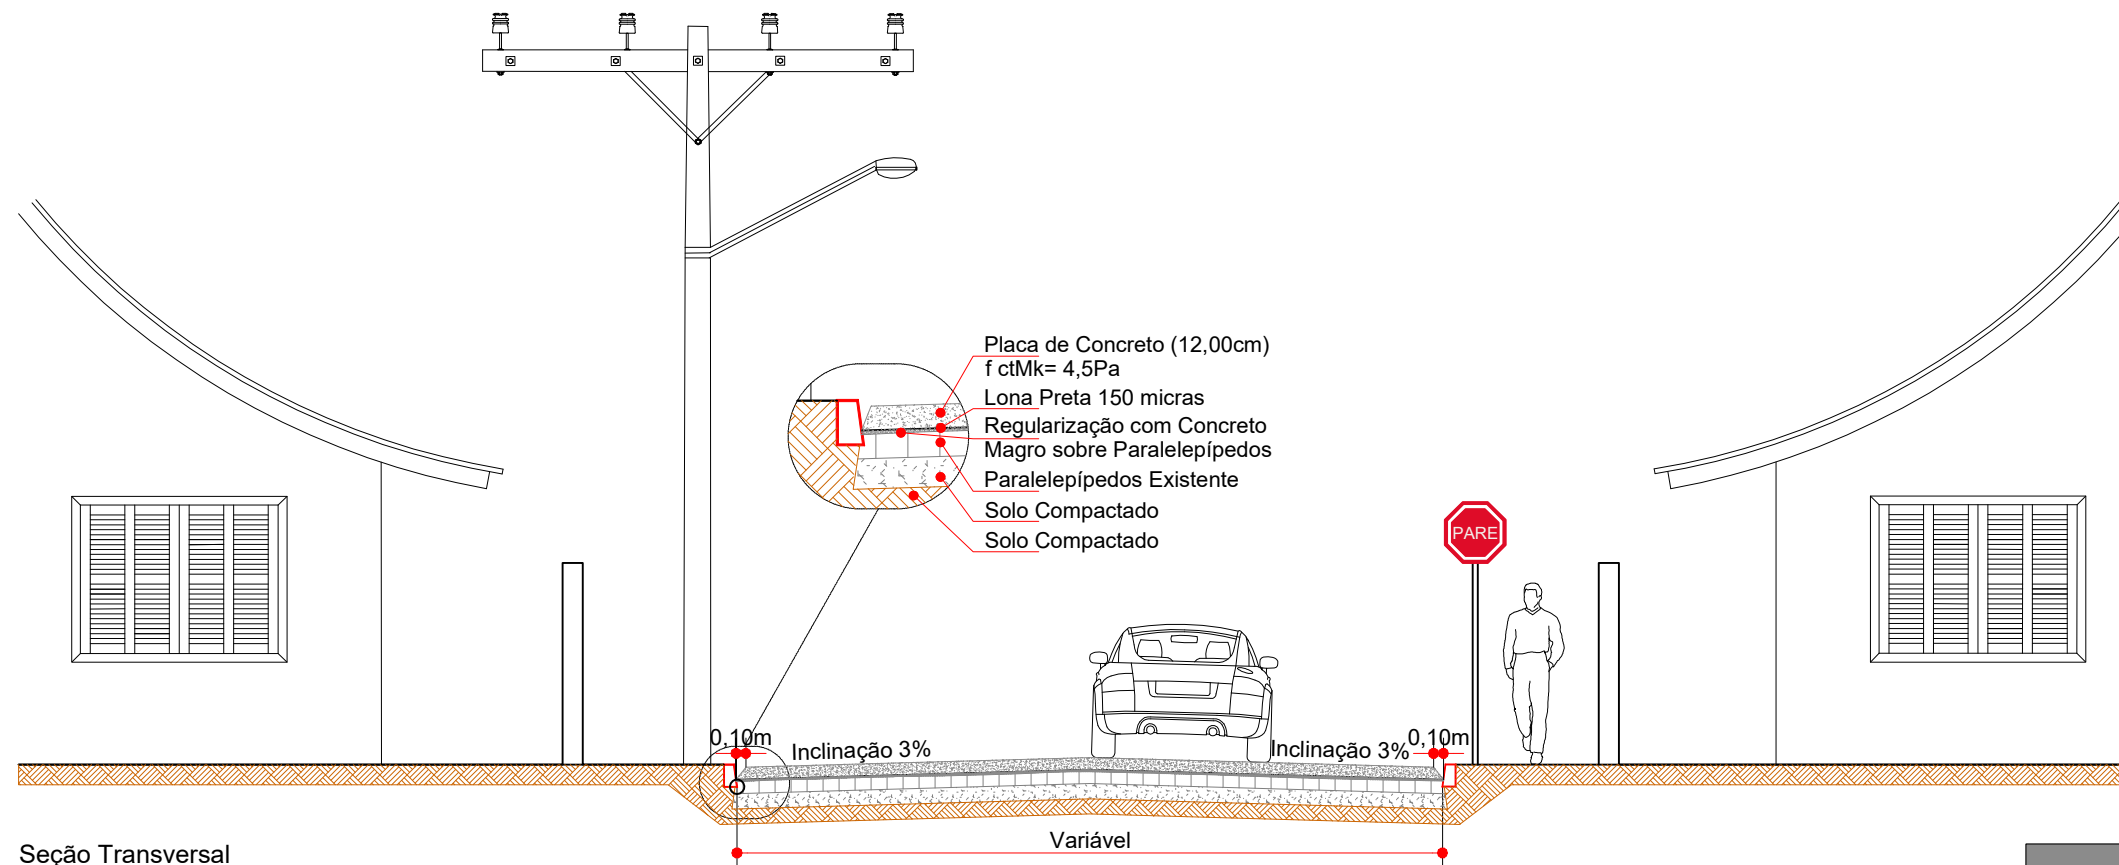 Placa de Concreto (12,00cm)
f ctMk= 4,5Pa
Lona Preta 150 micras
Regularização com Concreto
Magro sobre Paralelepípedos
Paralelepípedos Existente
Solo Compactado
Solo Compactado
PARE
0,10m
Inclinação 3%
Inclinação 3%
0,10m
Variável
Seção Transversal